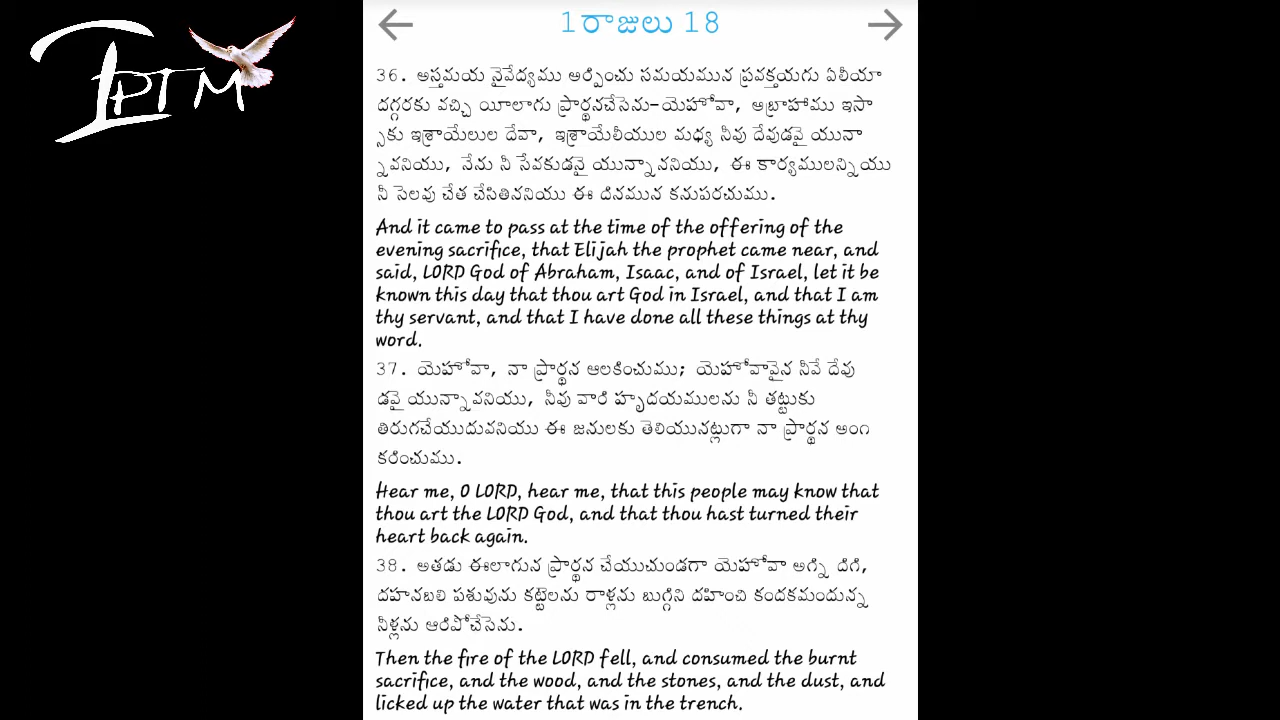 IPTM
1 రాజులు 18
36. అస్తమయ నైవేద్యము అర్పించు సమయమున ప్రవక్తయగు ఏలీయా
దగ్గరకు వచ్చి యీలాగు ప్రార్థనచేసెను-యెహోవా, అబ్రాహాము ఇసా
స్సకు ఇశ్రాయేలుల దేవా, ఇశ్రాయేలీయుల మధ్య నీవు దేవుడవై యునా
న్నవనియు, నేను నీ సేవకుడనై యున్నాననియు, ఈ కార్యములన్నియు
నీ సెలవు చేత చేసితిననియు ఈ దినమున కనుపరచుము.
And it came to pass at the time of the offering of the
evening sacrifice, that Elijah the prophet came near, and
said, LORD God of Abraham, Isaac, and of Israel, let it be
known this day that thou art God in Israel, and that I am
thy servant, and that I have done all these things at thy
word.
37. యెహోవా, నా ప్రార్థన ఆలకించుము; యెహోవావైన నీవే దేవు
డవై యున్నావనియు, నీవు వారి హృదయములను నీ తట్టుకు
తిరుగచేయుదువనియు ఈ జనులకు తెలియునట్లుగా నా ప్రార్థన అంగి
కరించుము.
Hear me, O LORD, hear me, that this people may know that
thou art the LORD God, and that thou hast turned their
heart back again.
38. అతడు ఈలాగున ప్రార్థన చేయుచుండగా యెహోవా అగ్ని దిగి,
దహనబలి పశువును కట్టెలను రాళ్లను బుగ్గిని దహించి కందకమందున్న
నీళ్లను ఆరిపోచేసెను.
Then the fire of the LORD fell, and consumed the burnt
sacrifice, and the wood, and the stones, and the dust, and
licked up the water that was in the trench.